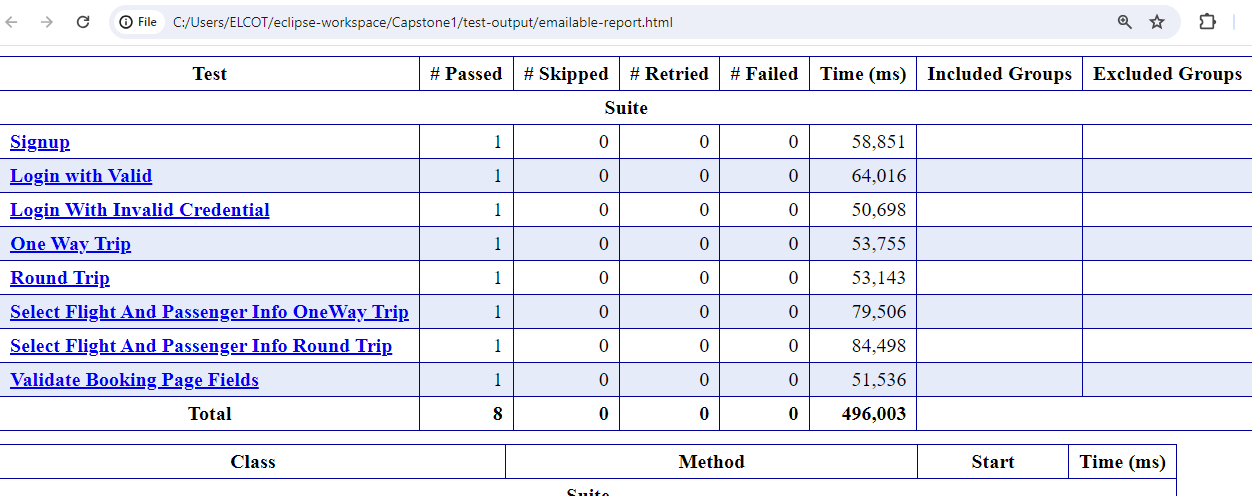 File C:/Users/ELCOT/eclipse-workspace/Capstone1/test-output/emailable-report.html
Test # Passed # Skipped # Retried # Failed Time (ms) Included Groups Excluded Groups
Suite
Signup 1 0 0 0 58,851
Login with Valid 1 0 0 0 64,016
Login With Invalid Credential 1 0 0 0 50,698
One Way Trip 1 0 0 0 53,755
Round Trip 1 0 0 0 53,143
Select Flight And Passenger Info OneWay Trip 1 0 0 0 79,506
Select Flight And Passenger Info Round Trip 1 0 0 0 84,498
Validate Booking Page Fields 1 0 0 0 51,536
Total 8 0 0 0 496,003
Class Method Start Time (ms)
Suite